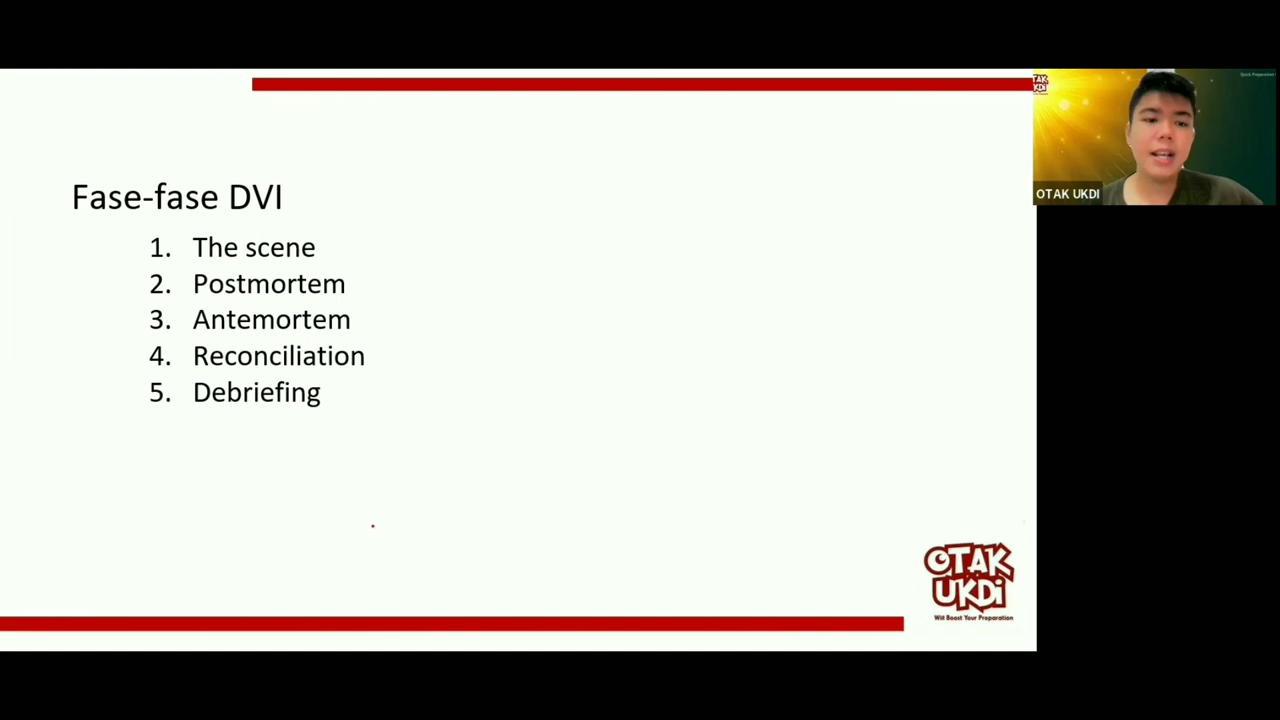 Fase-fase DVI
1. The scene
2. Postmortem
3. Antemortem
4. Reconciliation
5. Debriefing
OTAK
UKDi
Will Boost Your Preparation
OTAK UKDI